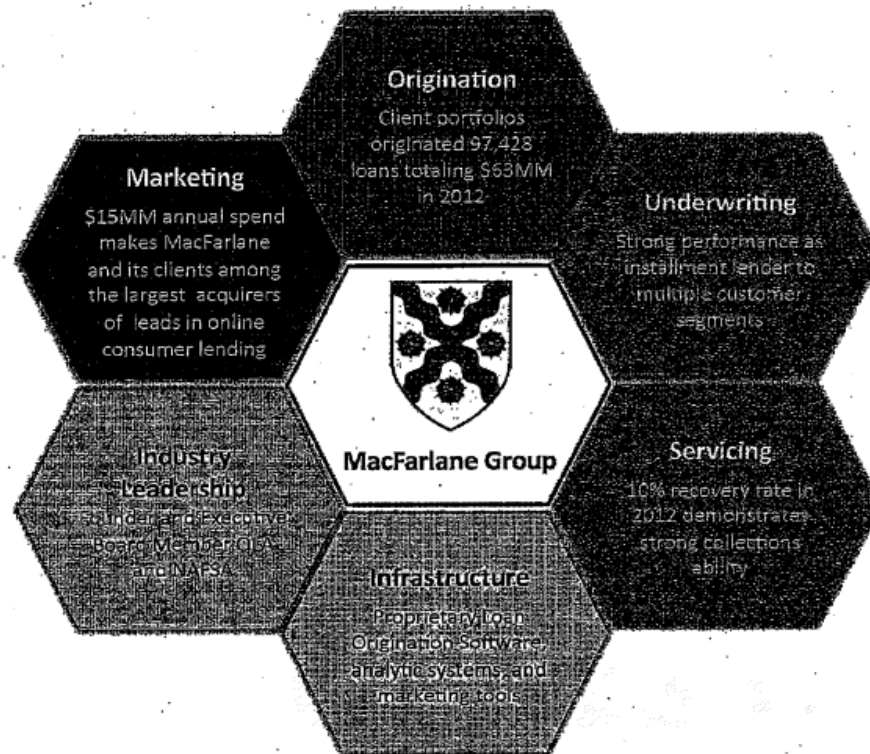 Origination
Client portfolios
originated 97,428
loans totaling $63MM
in 2012
Marketing
$15MM annual spend
makes MacFarlane
and its clients among
the largest acquirers
of leads in online
consumer lending
Underwriting
Strong performance as
installment lender to
multiple customer
segments
MacFarlane Group
Industry
Leadership
Founder and Executive
Board Member OLA
and NAFSA
Servicing
10% recovery rate in
2012 demonstrates
strong collections
ability
Infrastructure
Proprietary Loan
Origination Software,
analytic systems, and
marketing tools